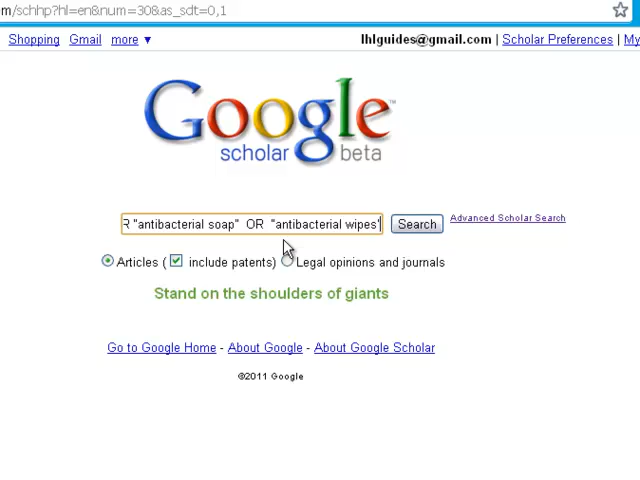 m/schhp?hl=en&num=30&as_sdt=0,1
Shopping Gmail more ▼ lhlguides@gmail.com | Scholar Preferences | My
Google™
scholar beta
R "antibacterial soap" OR "antibacterial wipes" Search Advanced Scholar Search
Articles ( include patents) Legal opinions and journals
Stand on the shoulders of giants
Go to Google Home - About Google - About Google Scholar
©2011 Google